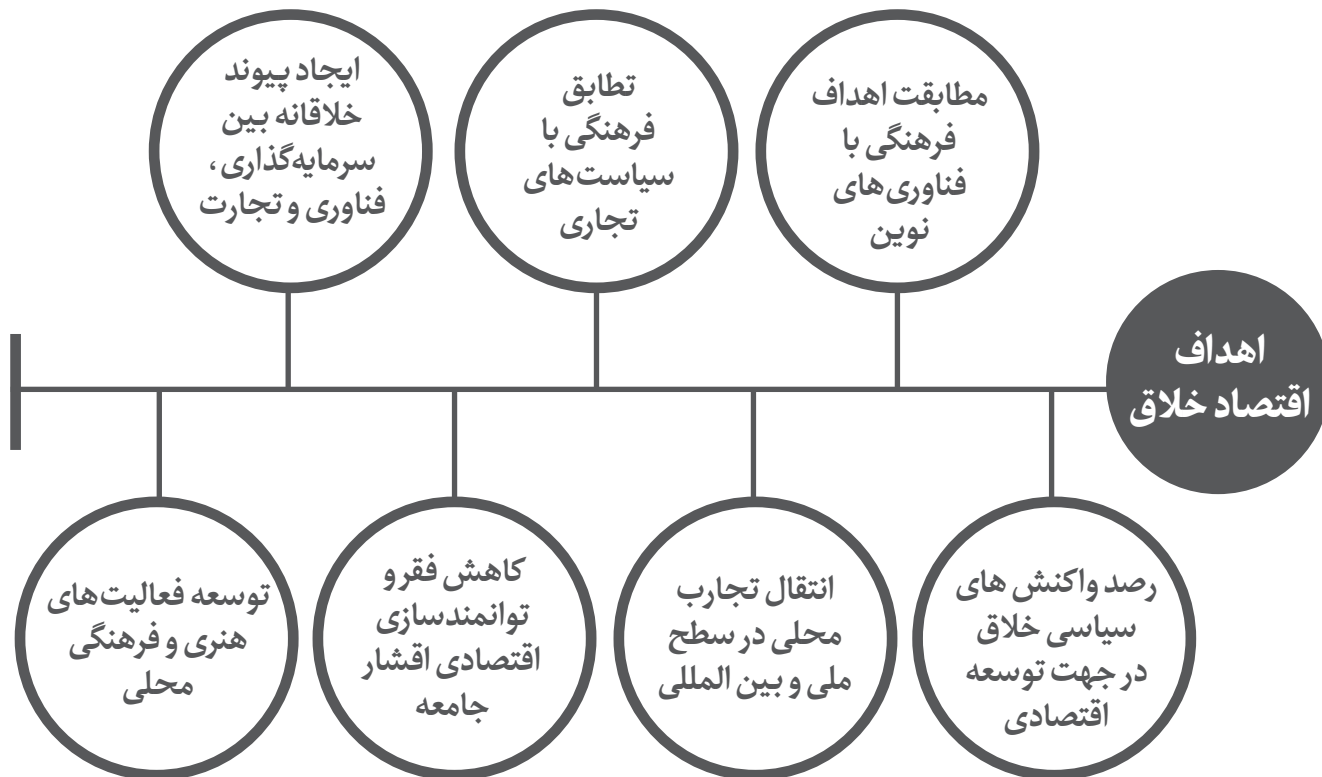 اهداف
اقتصاد خلاق
مطابقت اهداف
فرهنگی با
فناوری‌های
نوین
تطابق
فرهنگی با
سیاست‌های
تجاری
ایجاد پیوند
خلاقانه بین
سرمایه‌گذاری،
فناوری و تجارت
رصد واکنش های
سیاسی خلاق
در جهت توسعه
اقتصادی
انتقال تجارب
محلی در سطح
ملی و بین المللی
کاهش فقر و
توانمندسازی
اقتصادی اقشار
جامعه
توسعه فعالیت‌های
هنری و فرهنگی
محلی